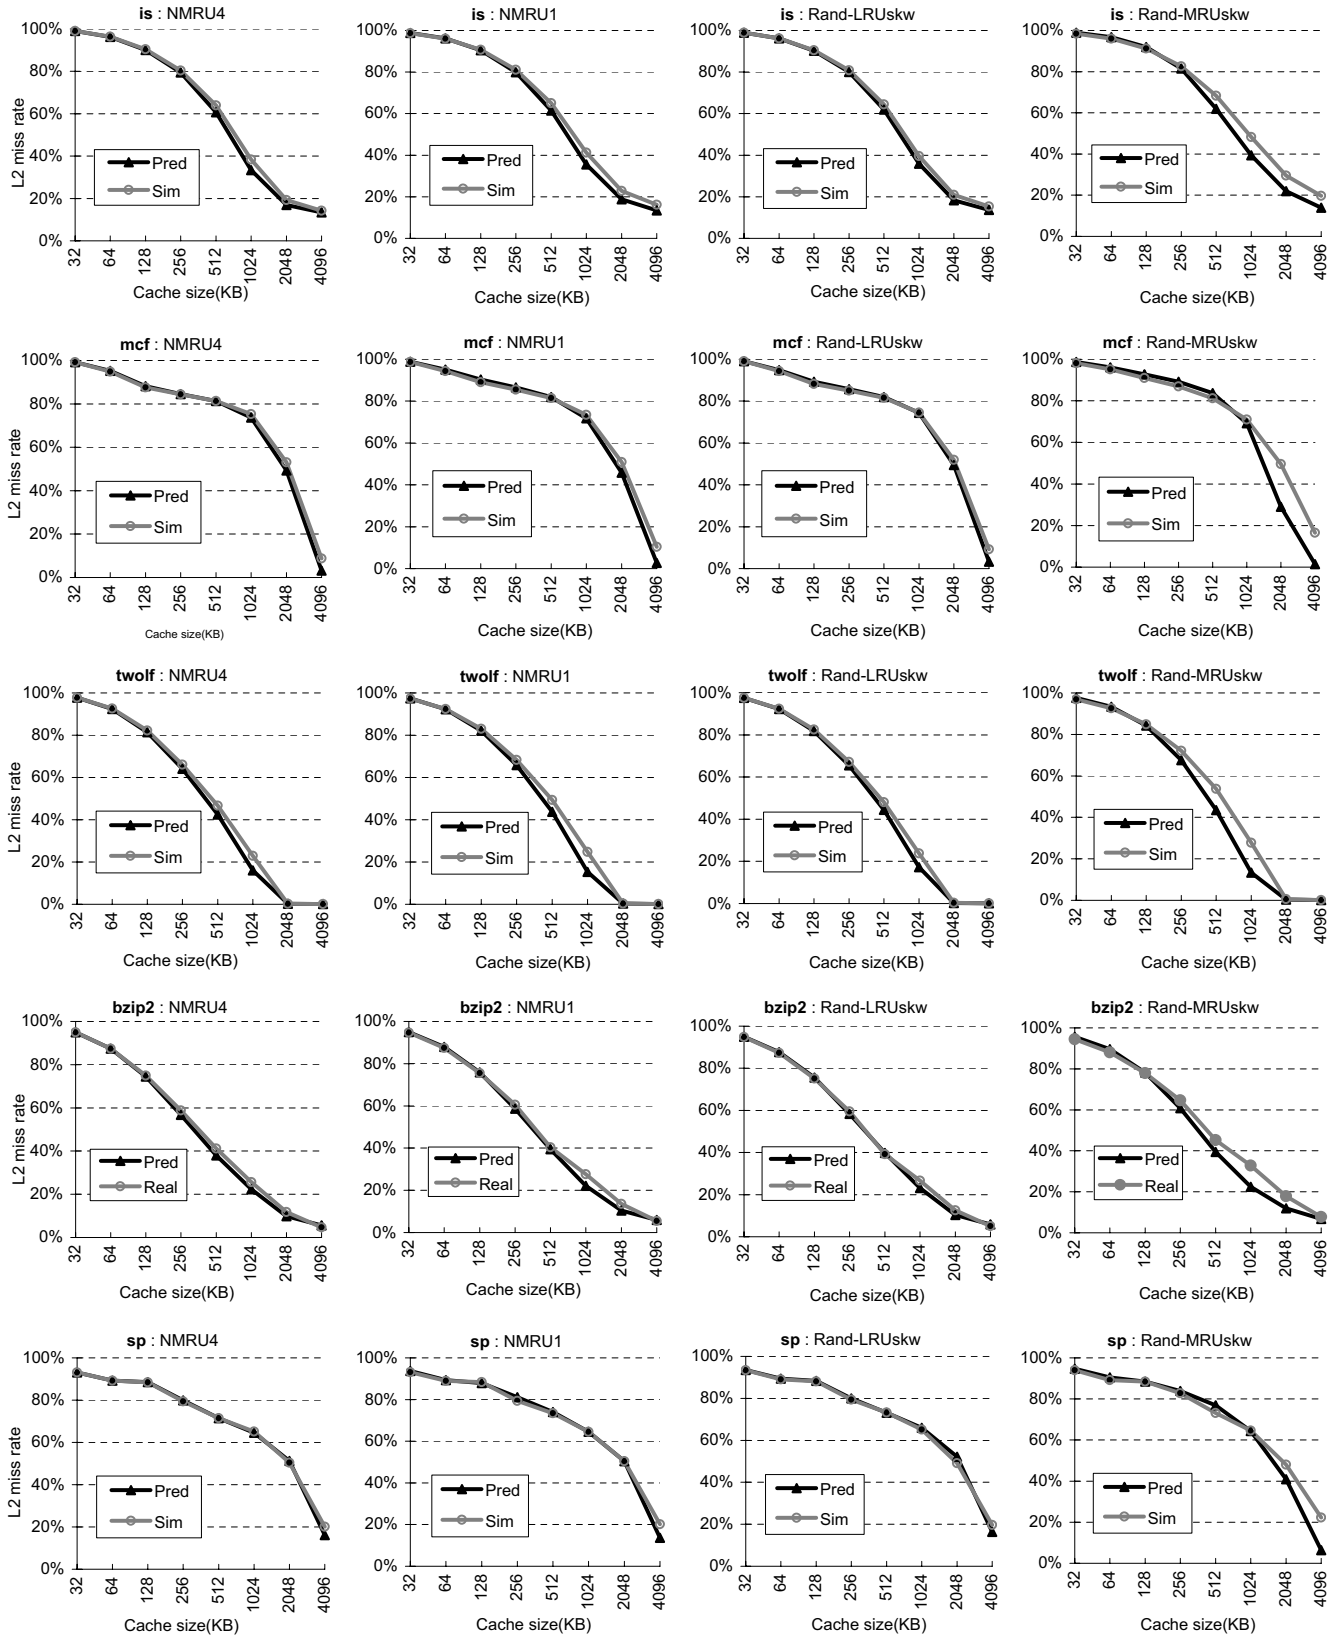 is : NMRU4
100%
80%
60%
40%
20%
0%
L2 miss rate
Pred
Sim
32 64 128 256 512 1024 2048 4096
Cache size(KB)
is : NMRU1
100%
80%
60%
40%
20%
0%
Pred
Sim
32 64 128 256 512 1024 2048 4096
Cache size(KB)
is : Rand-LRUskw
100%
80%
60%
40%
20%
0%
Pred
Sim
32 64 128 256 512 1024 2048 4096
Cache size(KB)
is : Rand-MRUskw
100%
80%
60%
40%
20%
0%
Pred
Sim
32 64 128 256 512 1024 2048 4096
Cache size(KB)
mcf : NMRU4
100%
80%
60%
40%
20%
0%
L2 miss rate
Pred
Sim
32 64 128 256 512 1024 2048 4096
Cache size(KB)
mcf : NMRU1
100%
80%
60%
40%
20%
0%
Pred
Sim
32 64 128 256 512 1024 2048 4096
Cache size(KB)
mcf : Rand-LRUskw
100%
80%
60%
40%
20%
0%
Pred
Sim
32 64 128 256 512 1024 2048 4096
Cache size(KB)
mcf : Rand-MRUskw
100%
80%
60%
40%
20%
0%
Pred
Sim
32 64 128 256 512 1024 2048 4096
Cache size(KB)
twolf : NMRU4
100%
80%
60%
40%
20%
0%
L2 miss rate
Pred
Sim
32 64 128 256 512 1024 2048 4096
Cache size(KB)
twolf : NMRU1
100%
80%
60%
40%
20%
0%
Pred
Sim
32 64 128 256 512 1024 2048 4096
Cache size(KB)
twolf : Rand-LRUskw
100%
80%
60%
40%
20%
0%
Pred
Sim
32 64 128 256 512 1024 2048 4096
Cache size(KB)
twolf : Rand-MRUskw
100%
80%
60%
40%
20%
0%
Pred
Sim
32 64 128 256 512 1024 2048 4096
Cache size(KB)
bzip2 : NMRU4
100%
80%
60%
40%
20%
0%
L2 miss rate
Pred
Real
32 64 128 256 512 1024 2048 4096
Cache size(KB)
bzip2 : NMRU1
100%
80%
60%
40%
20%
0%
Pred
Real
32 64 128 256 512 1024 2048 4096
Cache size(KB)
bzip2 : Rand-LRUskw
100%
80%
60%
40%
20%
0%
Pred
Real
32 64 128 256 512 1024 2048 4096
Cache size(KB)
bzip2 : Rand-MRUskw
100%
80%
60%
40%
20%
0%
Pred
Real
32 64 128 256 512 1024 2048 4096
Cache size(KB)
sp : NMRU4
100%
80%
60%
40%
20%
0%
L2 miss rate
Pred
Sim
32 64 128 256 512 1024 2048 4096
Cache size(KB)
sp : NMRU1
100%
80%
60%
40%
20%
0%
Pred
Sim
32 64 128 256 512 1024 2048 4096
Cache size(KB)
sp : Rand-LRUskw
100%
80%
60%
40%
20%
0%
Pred
Sim
32 64 128 256 512 1024 2048 4096
Cache size(KB)
sp : Rand-MRUskw
100%
80%
60%
40%
20%
0%
Pred
Sim
32 64 128 256 512 1024 2048 4096
Cache size(KB)